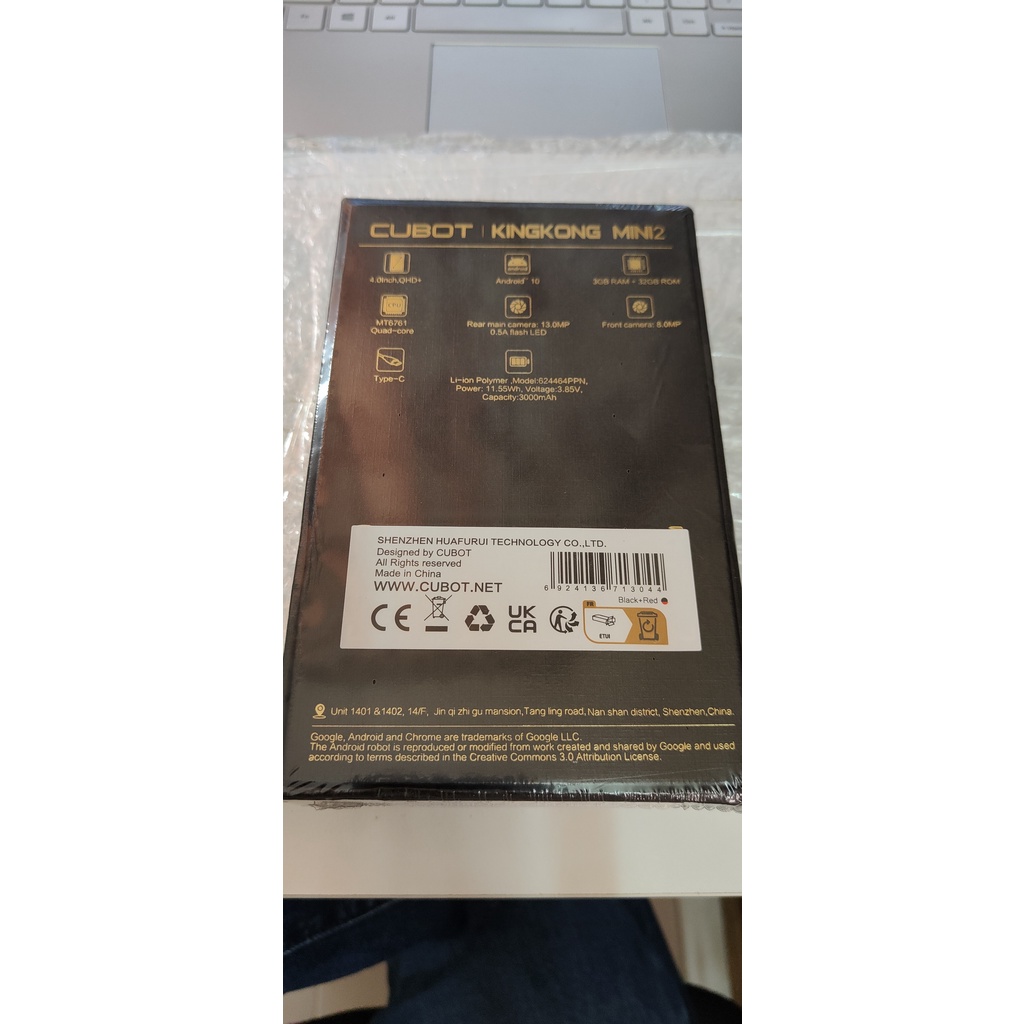 CUBOT | KINGKONG MINI2
4.0inch,QHD+
Android™ 10
3GB RAM + 32GB ROM
CPU
MT6761
Quad-core
Rear main camera: 13.0MP
0.5A flash LED
Front camera: 8.0MP
Type-C
Li-ion Polymer ,Model:624464PPN,
Power: 11.55Wh, Voltage:3.85V,
Capacity:3000mAh
SHENZHEN HUAFURUI TECHNOLOGY CO.,LTD.
Designed by CUBOT
All Rights reserved
Made in China
WWW.CUBOT.NET
6 924136 713044
Black+Red
CE
UK
CA
FR
ETUI
Unit 1401 &1402, 14/F, Jin qi zhi gu mansion,Tang ling road, Nan shan district, Shenzhen,China.
Google, Android and Chrome are trademarks of Google LLC.
The Android robot is reproduced or modified from work created and shared by Google and used
according to terms described in the Creative Commons 3.0 Attribution License.